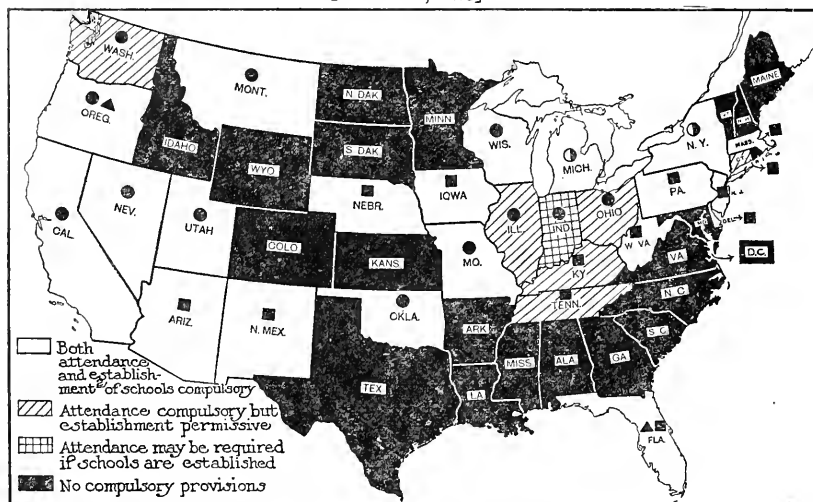 WASH.
MONT.
N. DAK
MINN.
MAINE
OREG.
IDAHO
S. DAK
WIS.
MICH.
N.Y.
MASS.
WYO
NEBR.
IOWA
PA.
N.J.
CAL.
NEV.
UTAH
COLO.
KANS.
MO.
ILL.
IND.
OHIO
W. VA.
DEL.
D.C.
VA
KY
ARIZ.
N. MEX.
OKLA.
ARK
TENN.
N.C.
S.C.
TEX
LA.
MISS.
ALA.
GA.
FLA.
Both
attendance
and establish-
ment of schools compulsory
Attendance compulsory but
establishment permissive
Attendance may be required
if schools are established
No compulsory provisions